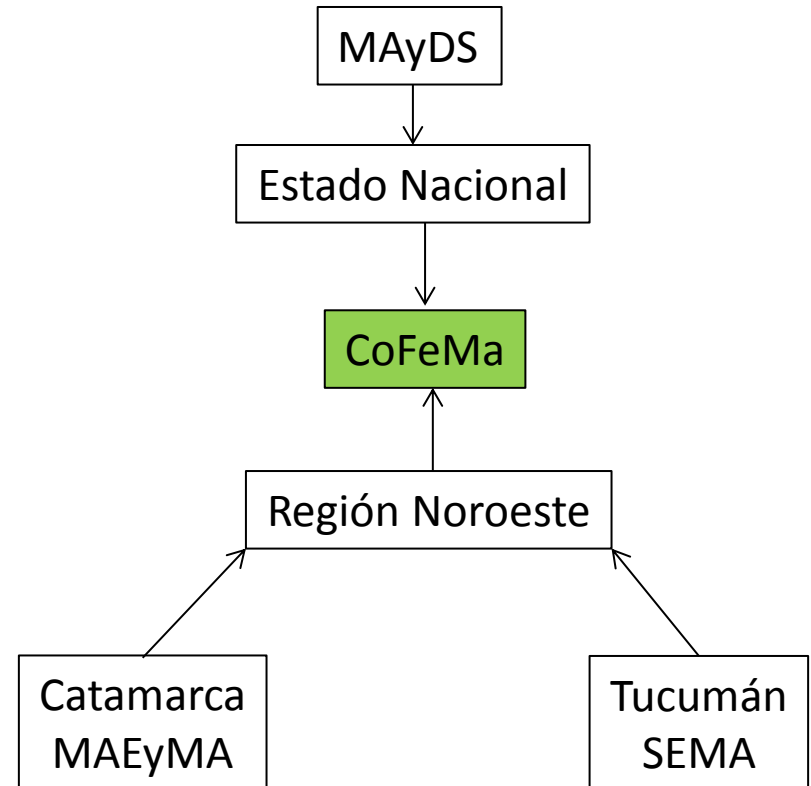 MAyDS
Estado Nacional
CoFeMa
Región Noroeste
Catamarca
MAEyMA
Tucumán
SEMA